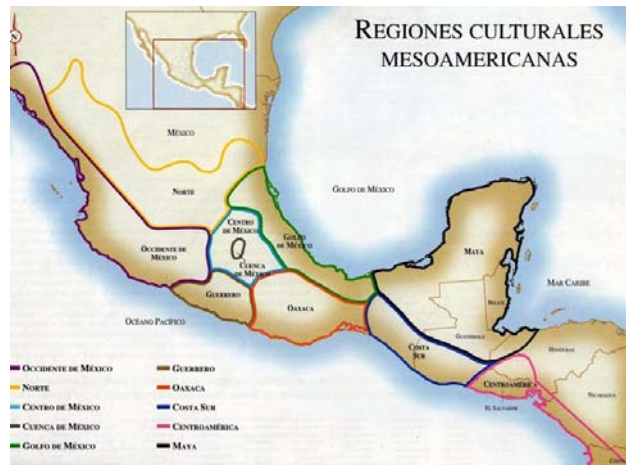 REGIONES CULTURALES
MESOAMERICANAS
N
MÉXICO
GOLFO DE MÉXICO
NORTE
CENTRO
DE MÉXICO
GOLFO
DE MÉXICO
MAYA
OCCIDENTE DE
MÉXICO
CUENCA
DE MÉXICO
MAR CARIBE
BELICE
GUERRERO
OAXACA
OCÉANO PACÍFICO
GUATEMALA
COSTA
SUR
HONDURAS
CENTROAMÉRICA
NICARAGUA
EL SALVADOR
OCCIDENTE DE MÉXICO
NORTE
CENTRO DE MÉXICO
CUENCA DE MÉXICO
GOLFO DE MÉXICO
GUERRERO
OAXACA
COSTA SUR
CENTROAMÉRICA
MAYA